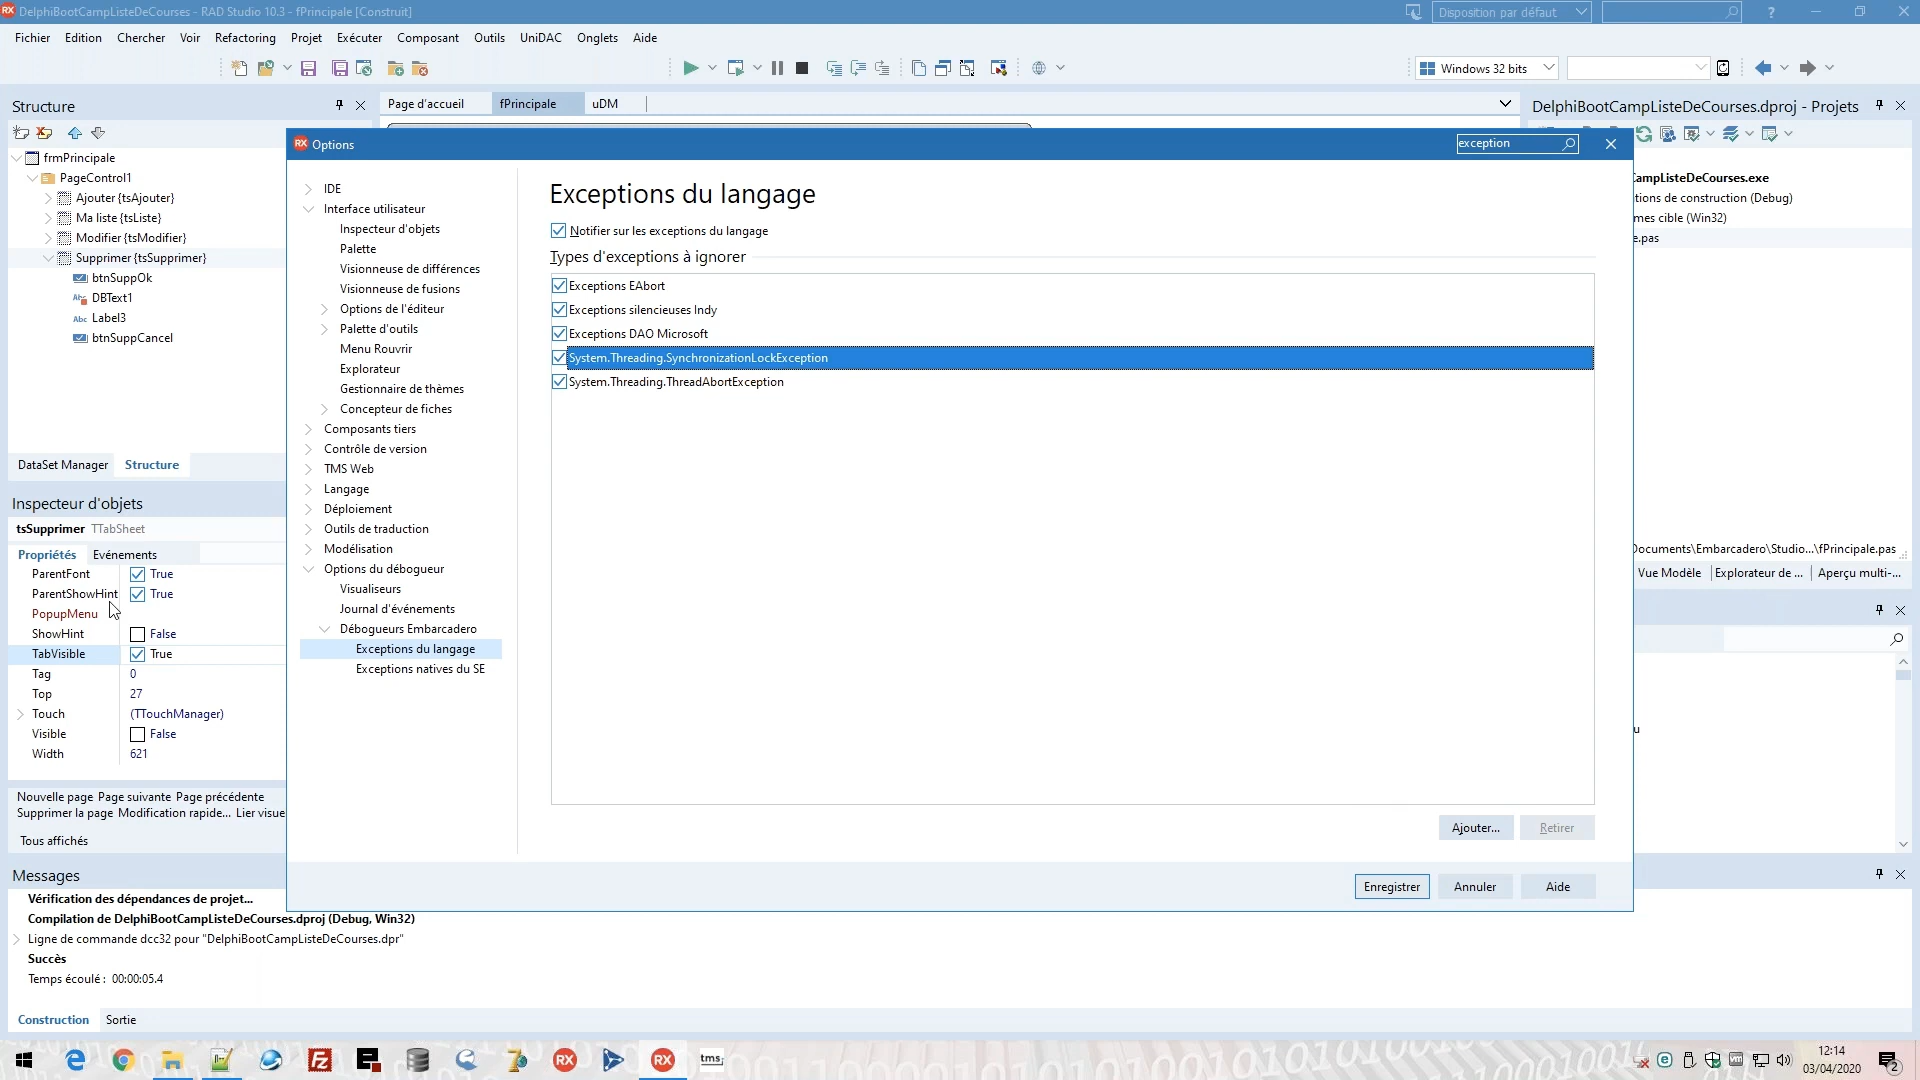 DelphiBootCampListeDeCourses - RAD Studio 10.3 - fPrincipale [Construit]
Disposition par défaut
Fichier Edition Chercher Voir Refactoring Projet Exécuter Composant Outils UniDAC Onglets Aide
Windows 32 bits
Structure
Page d'accueil fPrincipale uDM
DelphiBootCampListeDeCourses.dproj - Projets
frmPrincipale
PageControl1
Ajouter {tsAjouter}
Ma liste {tsListe}
Modifier {tsModifier}
Supprimer {tsSupprimer}
btnSuppOk
DBText1
Label3
btnSuppCancel
DataSet Manager Structure
Inspecteur d'objets
tsSupprimer TTabSheet
Propriétés Evénements
ParentFont True
ParentShowHint True
PopupMenu
ShowHint False
TabVisible True
Tag 0
Top 27
Touch (TTouchManager)
Visible False
Width 621
Nouvelle page Page suivante Page précédente
Supprimer la page Modification rapide... Lier visue
Tous affichés
Options
exception
IDE
Interface utilisateur
Inspecteur d'objets
Palette
Visionneuse de différences
Visionneuse de fusions
Options de l'éditeur
Palette d'outils
Menu Rouvrir
Explorateur
Gestionnaire de thèmes
Concepteur de fiches
Composants tiers
Contrôle de version
TMS Web
Langage
Déploiement
Outils de traduction
Modélisation
Options du débogueur
Visualiseurs
Journal d'événements
Débogueurs Embarcadero
Exceptions du langage
Exceptions natives du SE
Exceptions du langage
Notifier sur les exceptions du langage
Types d'exceptions à ignorer
Exceptions EAbort
Exceptions silencieuses Indy
Exceptions DAO Microsoft
System.Threading.SynchronizationLockException
System.Threading.ThreadAbortException
Ajouter... Retirer
Enregistrer Annuler Aide
CampListeDeCourses.exe
tions de construction (Debug)
mes cible (Win32)
e.pas
Documents\Embarcadero\Studio...\fPrincipale.pas
Vue Modèle Explorateur de ... Aperçu multi-...
u
Messages
Vérification des dépendances de projet...
Compilation de DelphiBootCampListeDeCourses.dproj (Debug, Win32)
Ligne de commande dcc32 pour "DelphiBootCampListeDeCourses.dpr"
Succès
Temps écoulé : 00:00:05.4
Construction Sortie
RX RX tms
12:14
03/04/2020
2